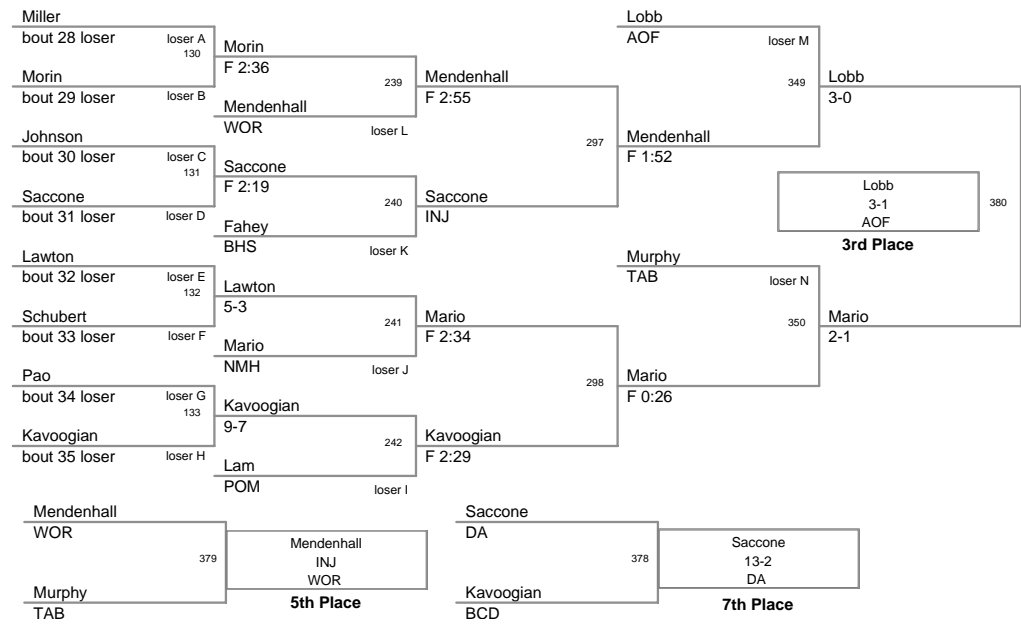 Miller
bout 28 loser
loser A
130
Morin
bout 29 loser
loser B
Morin
F 2:36
239
Mendenhall
WOR
loser L
Mendenhall
F 2:55
Johnson
bout 30 loser
loser C
131
Saccone
bout 31 loser
loser D
Saccone
F 2:19
240
Fahey
BHS
loser K
Saccone
INJ
297
Mendenhall
F 1:52
Lobb
AOF
loser M
349
Lobb
3-0
Lawton
bout 32 loser
loser E
132
Schubert
bout 33 loser
loser F
Lawton
5-3
241
Mario
NMH
loser J
Mario
F 2:34
Pao
bout 34 loser
loser G
133
Kavoogian
bout 35 loser
loser H
Kavoogian
9-7
242
Lam
POM
loser I
Kavoogian
F 2:29
298
Mario
F 0:26
Murphy
TAB
loser N
350
Mario
2-1
Lobb
3-1
AOF
380
3rd Place
Mendenhall
WOR
379
Murphy
TAB
Mendenhall
INJ
WOR
5th Place
Saccone
DA
378
Kavoogian
BCD
Saccone
13-2
DA
7th Place